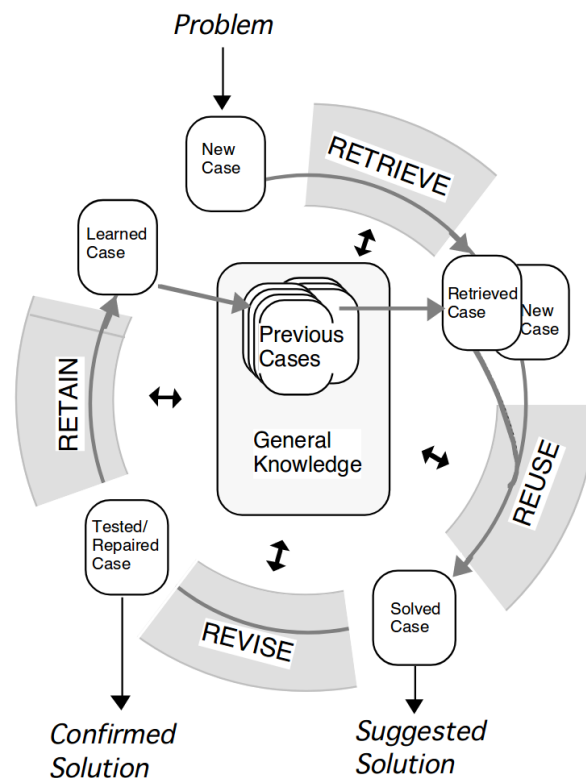 Problem
New
Case
RETRIEVE
Learned
Case
Retrieved
Case
New
Case
Previous
Cases
General
Knowledge
RETAIN
REUSE
Tested/
Repaired
Case
REVISE
Solved
Case
Confirmed
Solution
Suggested
Solution